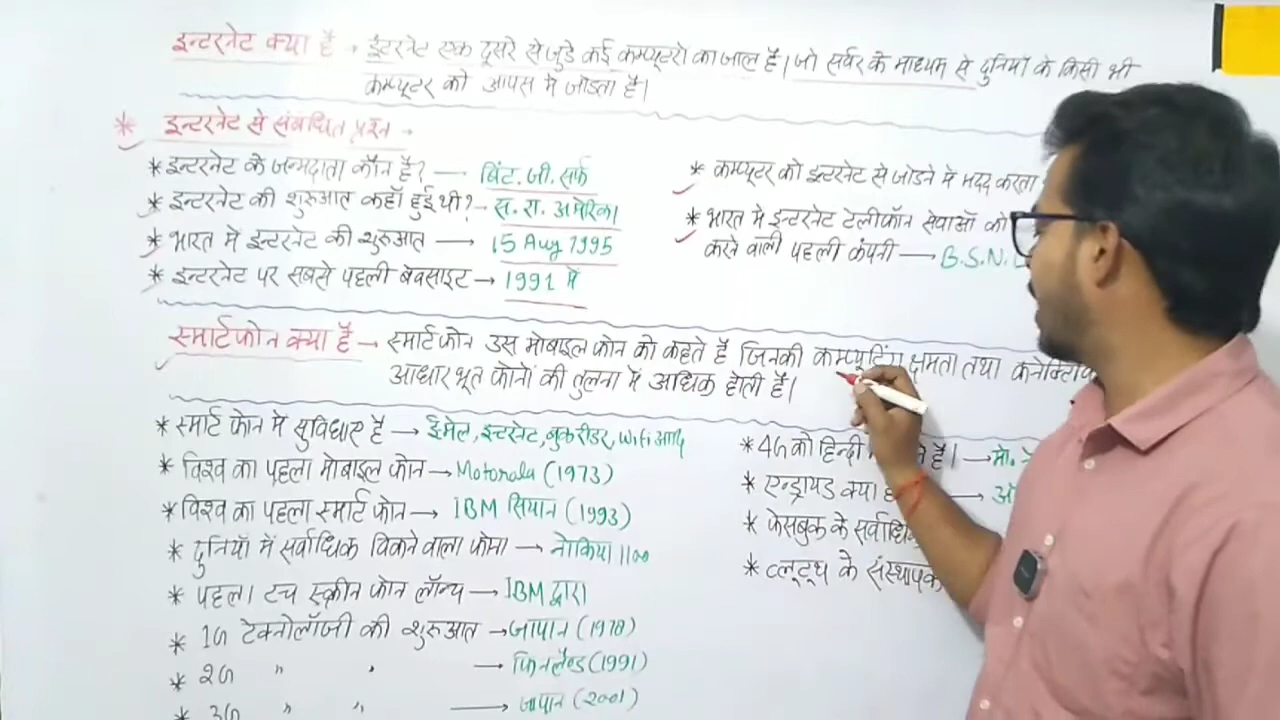 इन्टरनेट क्या है → इंटरनेट एक दूसरे से जुडे कई कम्प्यूटरो का जाल है। जो सर्वर के माध्यम से दुनियाँ के किसी भी
कम्प्यूटर को आपस मे जोडता है।
* इन्टरनेट से संबंधित प्रश्न →
* इन्टरनेट के जन्मदाता कौन है? → विंट. जी. सर्फ
* इन्टरनेट की शुरुआत कहाँ हुई थी? → स. रा. अमेरिका
* भारत मे इन्टरनेट की शुरुआत → 15 Aug 1995
* इन्टरनेट पर सबसे पहली बेवसाइट → 1991 में
* कम्प्यूटर को इन्टरनेट से जोडने मे मदद करता
* भारत मे इन्टरनेट टेलीफॉन सेवाओं को
करने वाली पहली कंपनी → B.S.N.L
स्मार्टफोन क्या है → स्मार्टफोन उस मोबाइल फोन को कहते है जिनकी कम्प्यूटिंग क्षमता तथा
आधारभूत फोनो की तुलना मे अधिक होती है।
* स्मार्ट फोन मे सुविधाएं है → ईमेल, इन्टरनेट, बुक रीडर, Wifi आदि
* विश्व का पहला मोबाइल फोन → Motorola (1973)
* विश्व का पहला स्मार्ट फोन → IBM सियान (1993)
* दुनियाँ में सर्वाधिक विकने वाला फोन → नोकिया 1100
* पहला टच स्क्रीन फोन लॉन्च → IBM द्वारा
* 1G टेक्नोलॉजी की शुरुआत → जापान (1978)
* 2G " " → फिनलैण्ड (1991)
* 3G " " → जापान (2001)
* 4G को हिन्दी है। → मो.
* एन्ड्रायड क्या → ऑ
* फेसबुक के सर्वाधिक
* ब्लूटूथ के संस्थापक